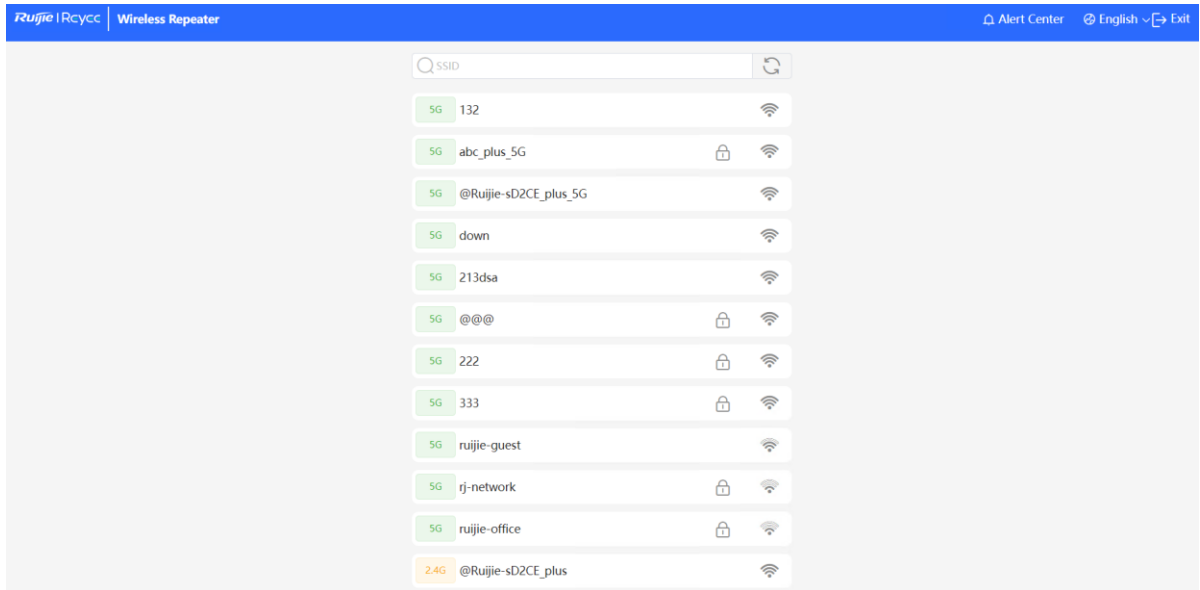 Ruijie | Rcycc Wireless Repeater Alert Center English Exit
SSID
5G 132
5G abc_plus_5G
5G @Ruijie-sD2CE_plus_5G
5G down
5G 213dsa
5G @@@
5G 222
5G 333
5G ruijie-guest
5G rj-network
5G ruijie-office
2.4G @Ruijie-sD2CE_plus